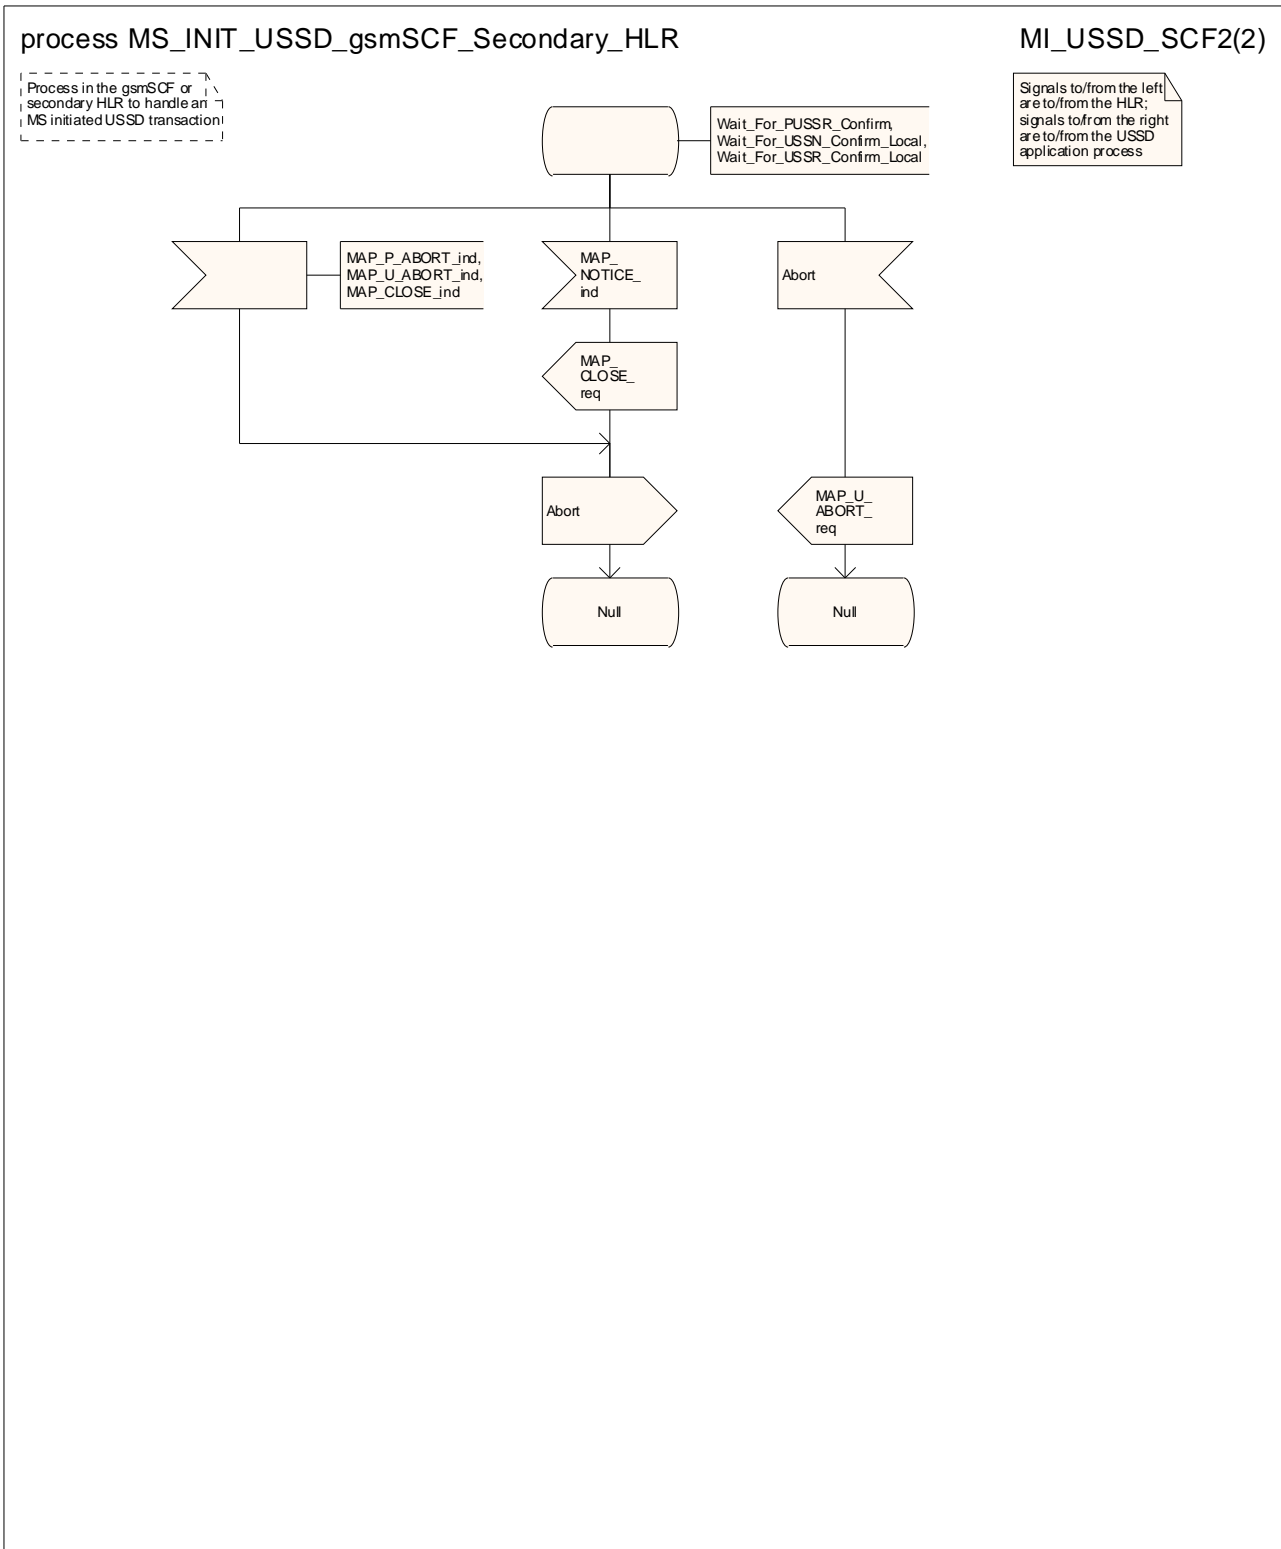 process MS_INIT_USSD_gsmSCF_Secondary_HLR
MI_USSD_SCF2(2)
Process in the gsmSCF or
secondary HLR to handle an
MS initiated USSD transaction
Signals to/from the left
are to/from the HLR;
signals to/from the right
are to/from the USSD
application process
Wait_For_PUSSR_Confirm,
Wait_For_USSN_Confirm_Local,
Wait_For_USSR_Confirm_Local
MAP_P_ABORT_ind,
MAP_U_ABORT_ind,
MAP_CLOSE_ind
MAP_
NOTICE_
ind
Abort
MAP_
CLOSE_
req
Abort
MAP_U_
ABORT_
req
Null
Null